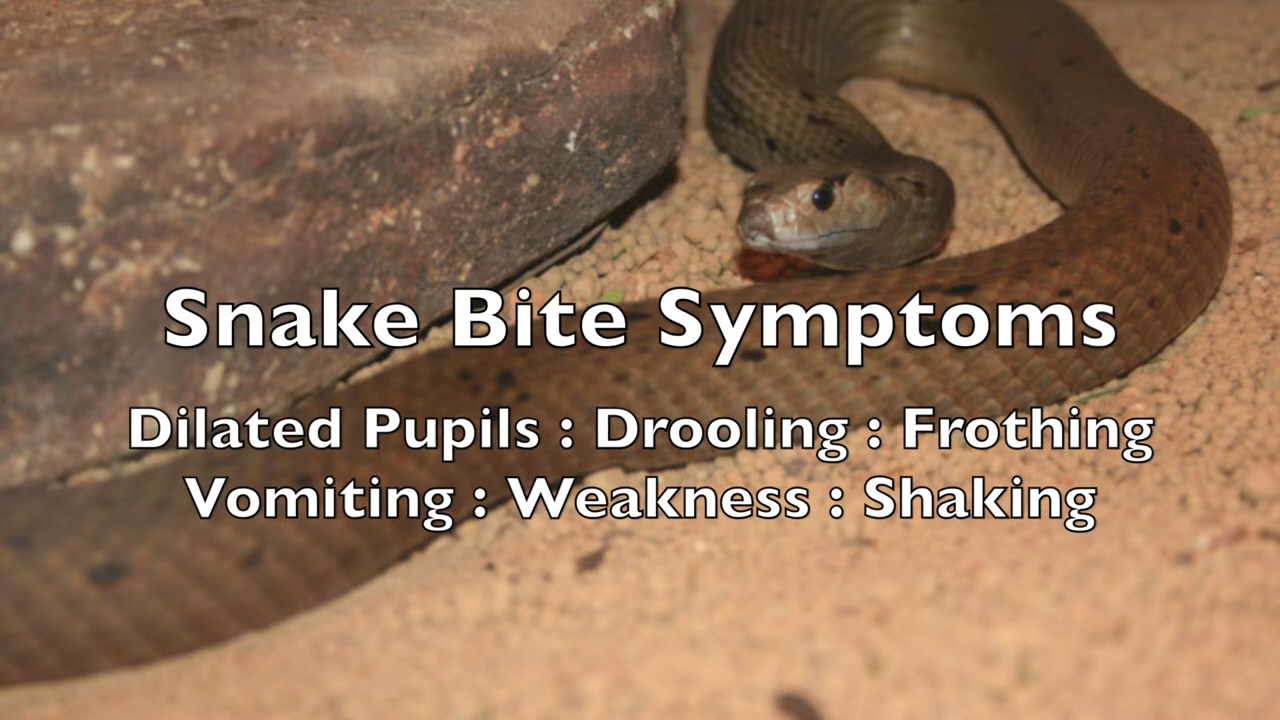 Snake Bite Symptoms
Dilated Pupils : Drooling : Frothing
Vomiting : Weakness : Shaking